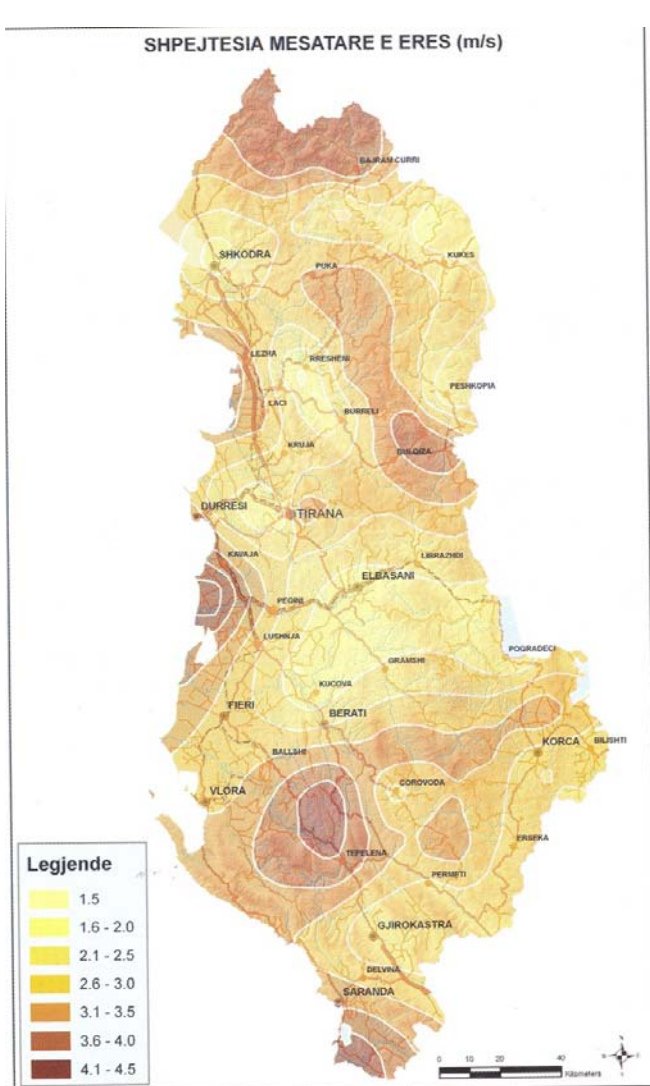 SHPEJTESIA MESATARE E ERES (m/s)
BAJRAM CURRI
SHKODRA
KUKES
PUKA
LEZHA
RRESHENI
PESHKOPIA
LACI
BURRELI
KRUJA
BULQIZA
DURRESI
TIRANA
KAVAJA
LIBRAZHDI
ELBASANI
PEQINI
LUSHNJA
POGRADECI
GRAMSHI
KUCOVA
FIERI
BERATI
KORCA
BILISHTI
BALLSHI
COROVODA
VLORA
ERSEKA
TEPELENA
PERMETI
GJIROKASTRA
DELVINA
SARANDA
Legjende
1.5
1.6 - 2.0
2.1 - 2.5
2.6 - 3.0
3.1 - 3.5
3.6 - 4.0
4.1 - 4.5
0 10 20 40
Kilometers